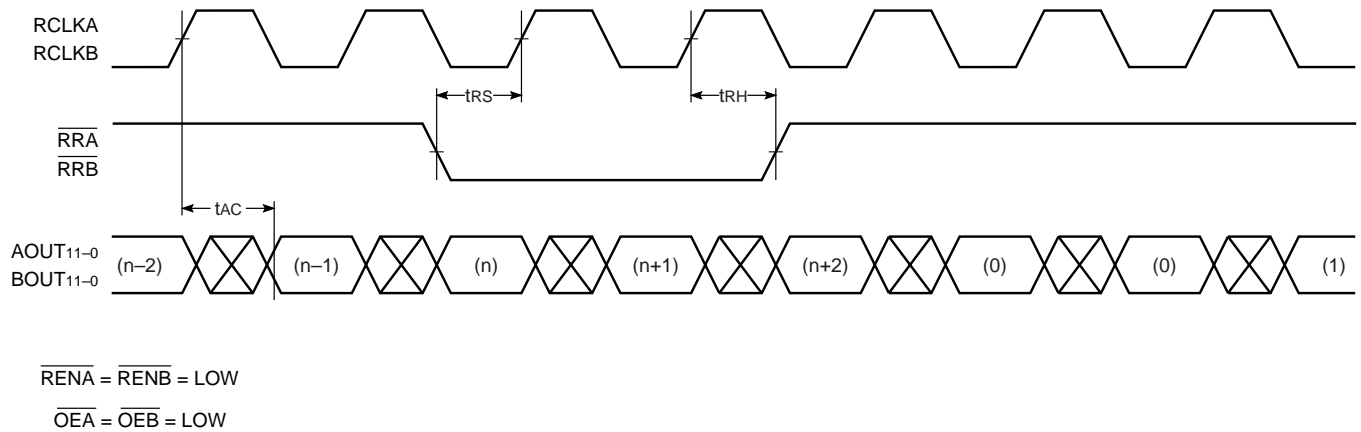 RCLKA
RCLKB
tRS
tRH
RRA
RRB
tAC
AOUT11–0
BOUT11–0
(n–2)
(n–1)
(n)
(n+1)
(n+2)
(0)
(0)
(1)
RENA = RENB = LOW
OEA = OEB = LOW